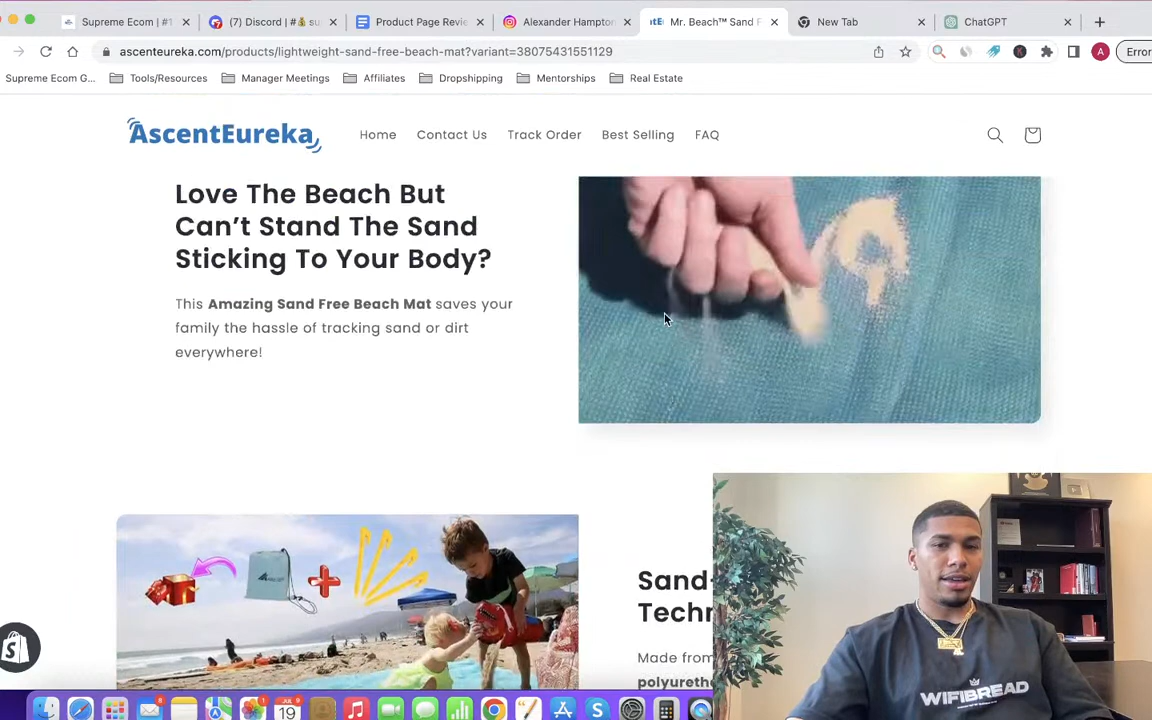 Supreme Ecom | #1
(7) Discord | #💰 su
Product Page Revie
Alexander Hampton
Mr. Beach™ Sand F
New Tab
ChatGPT
ascenteureka.com/products/lightweight-sand-free-beach-mat?variant=38075431551129
A
Error
Supreme Ecom G...
Tools/Resources
Manager Meetings
Affiliates
Dropshipping
Mentorships
Real Estate
AscentEureka
Home
Contact Us
Track Order
Best Selling
FAQ
Love The Beach But
Can't Stand The Sand
Sticking To Your Body?
This Amazing Sand Free Beach Mat saves your
family the hassle of tracking sand or dirt
everywhere!
Sand-
Techn
Made from
polyurethe
WIFIBREAD
19